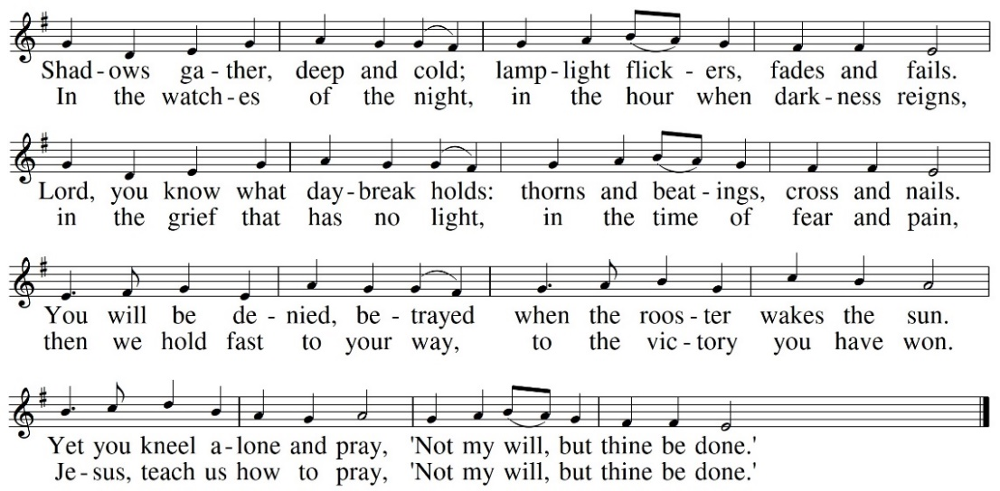 Shad - ows ga - ther, deep and cold; lamp - light flick - ers, fades and fails.
In the watch - es of the night, in the hour when dark - ness reigns,
Lord, you know what day - break holds: thorns and beat - ings, cross and nails.
in the grief that has no light, in the time of fear and pain,
You will be de - nied, be - trayed when the roos - ter wakes the sun.
then we hold fast to your way, to the vic - tory you have won.
Yet you kneel a - lone and pray, 'Not my will, but thine be done.'
Je - sus, teach us how to pray, 'Not my will, but thine be done.'